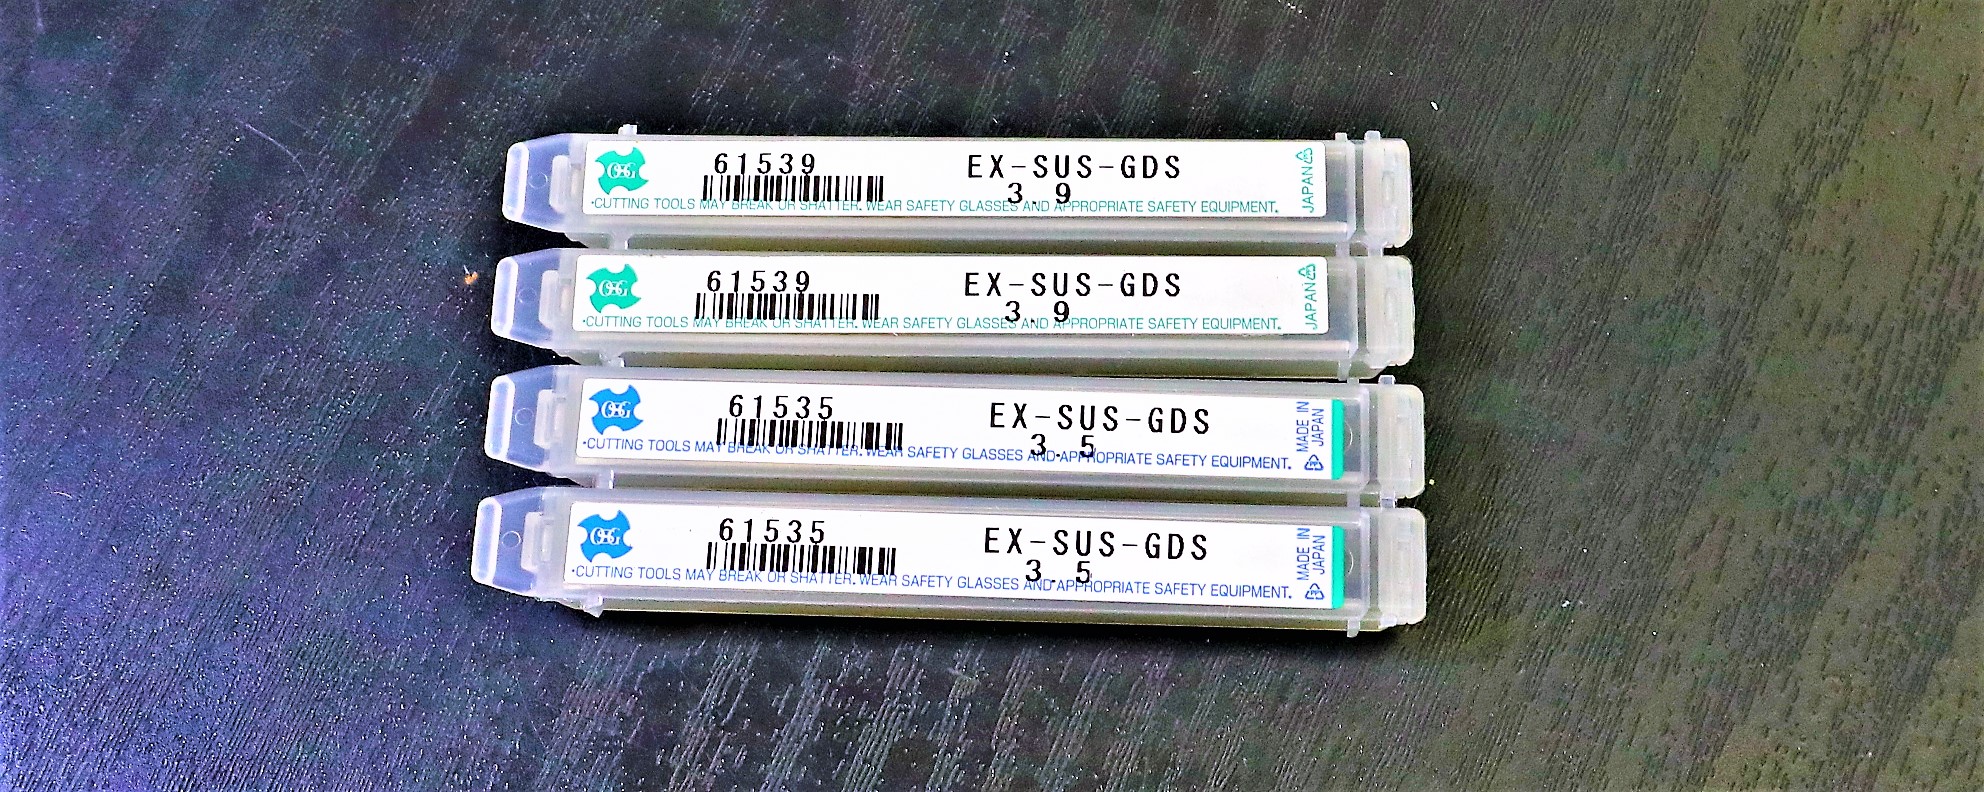 OSG 61539 EX-SUS-GDS
3.9
·CUTTING TOOLS MAY BREAK OR SHATTER. WEAR SAFETY GLASSES AND APPROPRIATE SAFETY EQUIPMENT.
JAPAN
OSG 61539 EX-SUS-GDS
3.9
·CUTTING TOOLS MAY BREAK OR SHATTER. WEAR SAFETY GLASSES AND APPROPRIATE SAFETY EQUIPMENT.
JAPAN
OSG 61535 EX-SUS-GDS
3.5
·CUTTING TOOLS MAY BREAK OR SHATTER. WEAR SAFETY GLASSES AND APPROPRIATE SAFETY EQUIPMENT.
MADE IN
JAPAN
OSG 61535 EX-SUS-GDS
3.5
·CUTTING TOOLS MAY BREAK OR SHATTER. WEAR SAFETY GLASSES AND APPROPRIATE SAFETY EQUIPMENT.
MADE IN
JAPAN